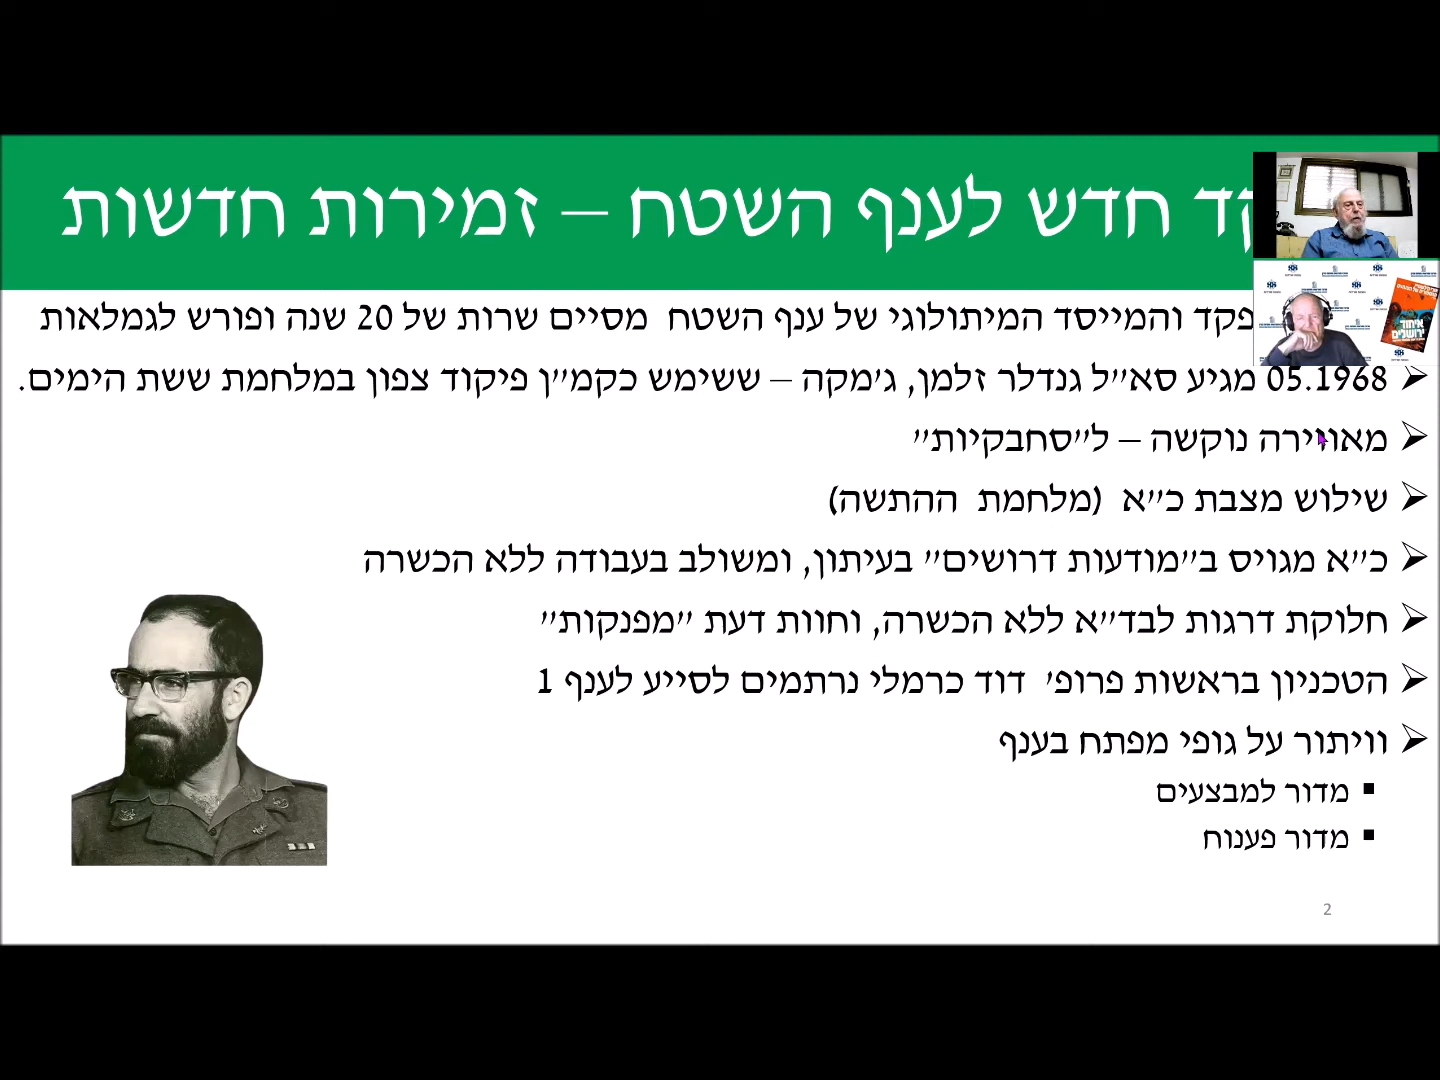 חדש לענף השטח – זמירות חדשות
והמייסד המיתולוגי של ענף השטח מסיים שרות של 20 שנה ופורש לגמלאות
05.1968 מגיע סא״ל גנדלר זלמן, ג׳מקה – ששימש כקמ״ן פיקוד צפון במלחמת ששת הימים.
מאווירה נוקשה – ל״סחבקיות״
שילוש מצבת כ״א (מלחמת ההתשה)
כ״א מגויס ב״מודעות דרושים״ בעיתון, ומשולב בעבודה ללא הכשרה
חלוקת דרגות לבד״א ללא הכשרה, וחוות דעת ״מפנקות״
הטכניון בראשות פרופ׳ דוד כרמלי נרתמים לסייע לענף 1
וויתור על גופי מפתח בענף
מדור למבצעים
מדור פענוח
2
איחוד
ירושלים